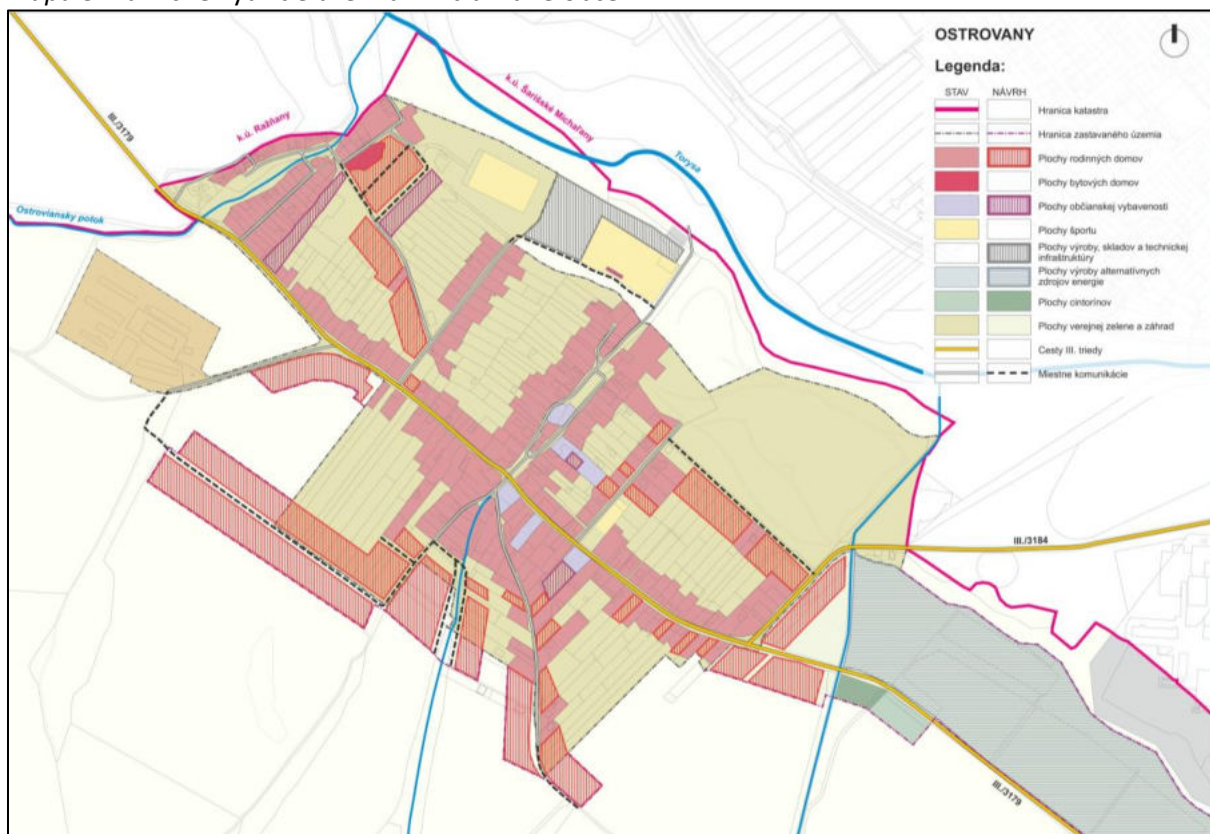 OSTROVANY
Legenda:
STAV NÁVRH
Hranica katastra
Hranica zastavaného územia
Plochy rodinných domov
Plochy bytových domov
Plochy občianskej vybavenosti
Plochy športu
Plochy výroby, skladov a technickej
infraštruktúry
Plochy výroby alternatívnych
zdrojov energie
Plochy cintorínov
Plochy verejnej zelene a záhrad
Cesty III. triedy
Miestne komunikácie
III./3179
k.ú. Ražňany
k.ú. Šarišské Michaľany
Torysa
Ostroviansky potok
III./3184
III./3179